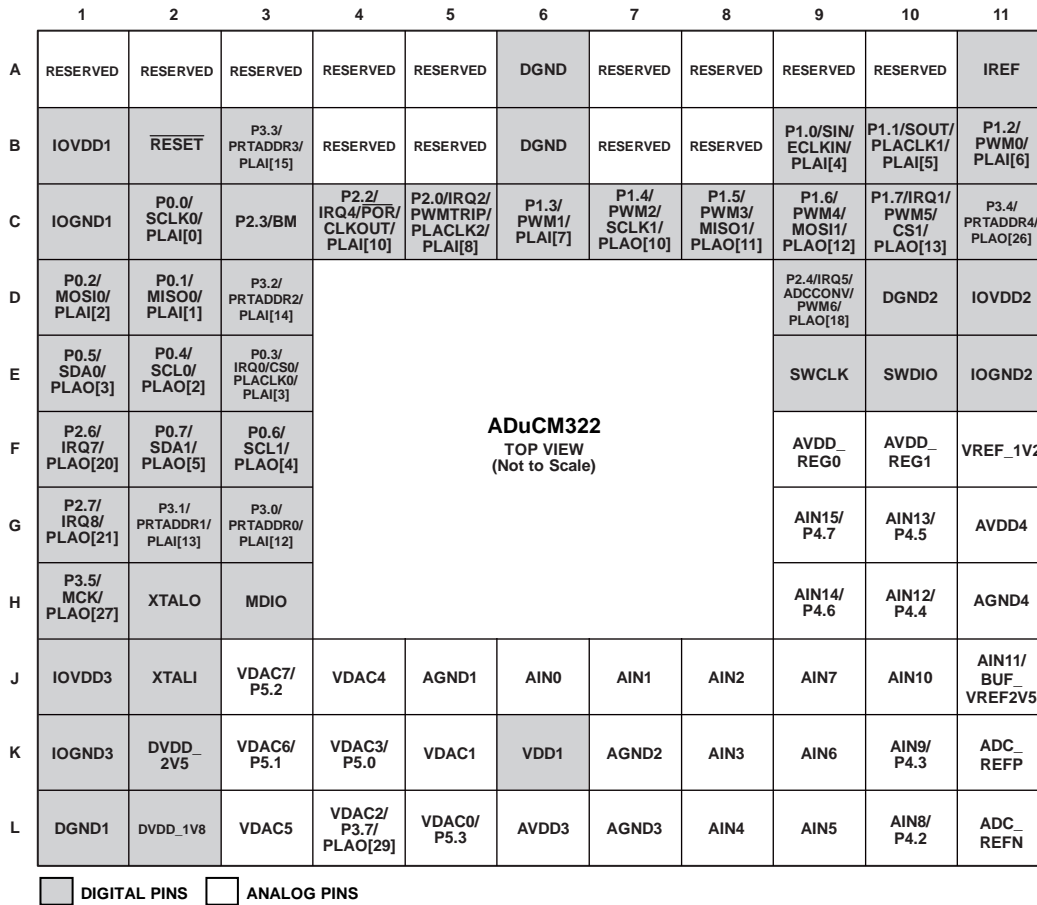 1 2 3 4 5 6 7 8 9 10 11
A RESERVED RESERVED RESERVED RESERVED RESERVED DGND RESERVED RESERVED RESERVED RESERVED IREF
B IOVDD1 RESET P3.3/PRTADDR3/PLAI[15] RESERVED RESERVED DGND RESERVED RESERVED P1.0/SIN/ECLKIN/PLAI[4] P1.1/SOUT/PLACLK1/PLAI[5] P1.2/PWM0/PLAI[6]
C IOGND1 P0.0/SCLK0/PLAI[0] P2.3/BM P2.2/IRQ4/POR/CLKOUT/PLAI[10] P2.0/IRQ2/PWMTRIP/PLACLK2/PLAI[8] P1.3/PWM1/PLAI[7] P1.4/PWM2/SCLK1/PLAO[10] P1.5/PWM3/MISO1/PLAO[11] P1.6/PWM4/MOSI1/PLAO[12] P1.7/IRQ1/PWM5/CS1/PLAO[13] P3.4/PRTADDR4/PLAO[26]
D P0.2/MOSI0/PLAI[2] P0.1/MISO0/PLAI[1] P3.2/PRTADDR2/PLAI[14] P2.4/IRQ5/ADCCONV/PWM6/PLAO[18] DGND2 IOVDD2
E P0.5/SDA0/PLAO[3] P0.4/SCL0/PLAO[2] P0.3/IRQ0/CS0/PLACLK0/PLAI[3] SWCLK SWDIO IOGND2
ADuCM322
TOP VIEW
(Not to Scale)
F P2.6/IRQ7/PLAO[20] P0.7/SDA1/PLAO[5] P0.6/SCL1/PLAO[4] AVDD_REG0 AVDD_REG1 VREF_1V2
G P2.7/IRQ8/PLAO[21] P3.1/PRTADDR1/PLAI[13] P3.0/PRTADDR0/PLAI[12] AIN15/P4.7 AIN13/P4.5 AVDD4
H P3.5/MCK/PLAO[27] XTALO MDIO AIN14/P4.6 AIN12/P4.4 AGND4
J IOVDD3 XTALI VDAC7/P5.2 VDAC4 AGND1 AIN0 AIN1 AIN2 AIN7 AIN10 AIN11/BUF_VREF2V5
K IOGND3 DVDD_2V5 VDAC6/P5.1 VDAC3/P5.0 VDAC1 VDD1 AGND2 AIN3 AIN6 AIN9/P4.3 ADC_REFP
L DGND1 DVDD_1V8 VDAC5 VDAC2/P3.7/PLAO[29] VDAC0/P5.3 AVDD3 AGND3 AIN4 AIN5 AIN8/P4.2 ADC_REFN
DIGITAL PINS ANALOG PINS